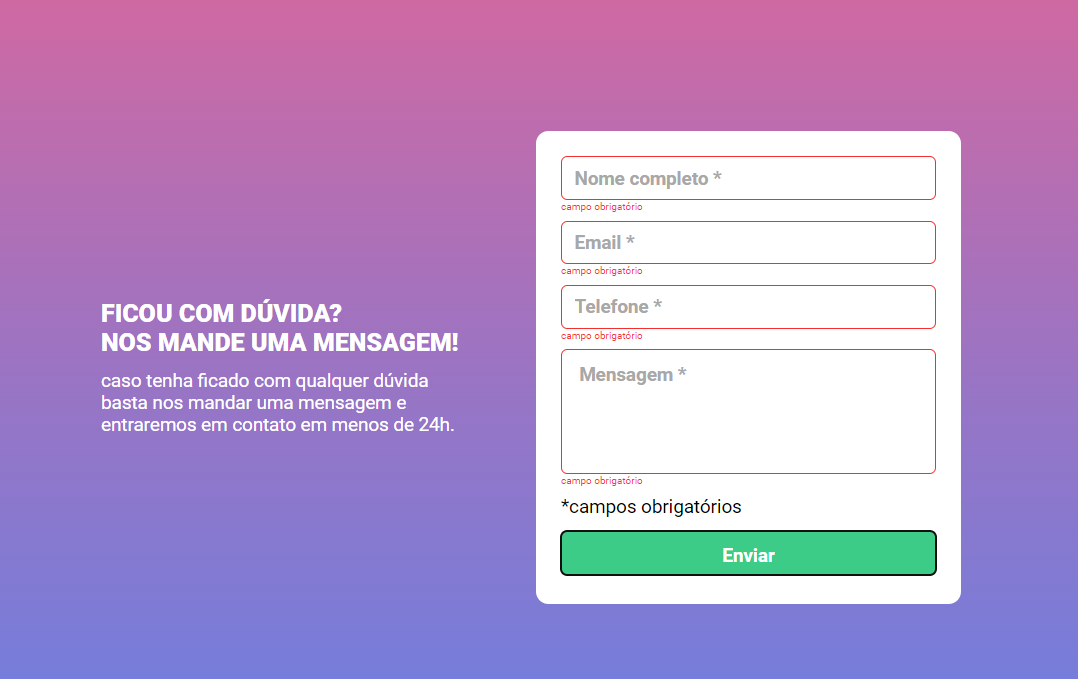 FICOU COM DÚVIDA?
NOS MANDE UMA MENSAGEM!
caso tenha ficado com qualquer dúvida
basta nos mandar uma mensagem e
entraremos em contato em menos de 24h.
Nome completo *
campo obrigatório
Email *
campo obrigatório
Telefone *
campo obrigatório
Mensagem *
campo obrigatório
*campos obrigatórios
Enviar